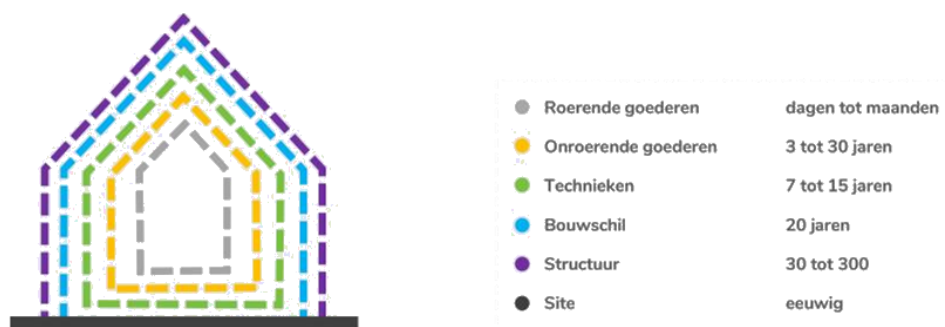 Roerende goederen dagen tot maanden
Onroerende goederen 3 tot 30 jaren
Technieken 7 tot 15 jaren
Bouwschil 20 jaren
Structuur 30 tot 300
Site eeuwig